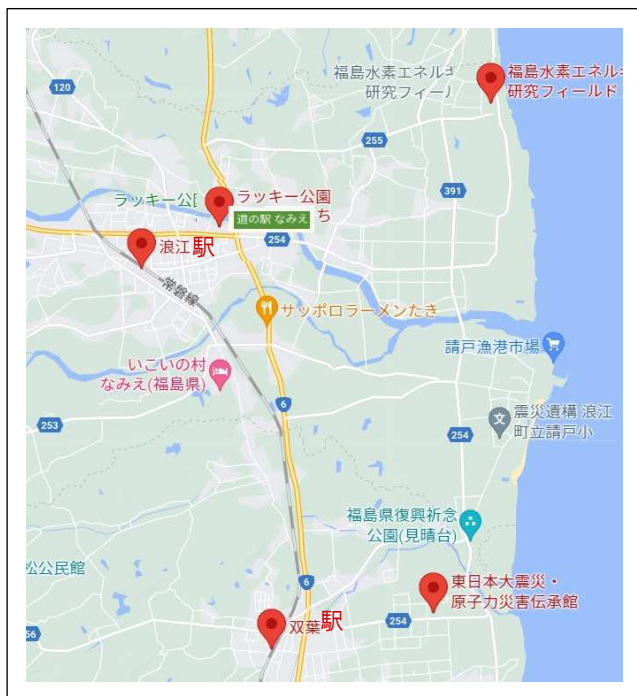 福島水素エネルキ
研究フィール
福島水素エネルキ
研究フィールド
120
255
391
ラッキー公
ラッキー公園
道の駅 なみえ
ち
254
浪江駅
常磐線
サッポロラーメンたき
請戸漁港市場
いこいの村
なみえ(福島県)
6
253
254
文
震災遺構 浪江
町立請戸小
福島県復興祈念
公園(見晴台)
松公民館
6
東日本大震災・
原子力災害伝承館
双葉駅
254
56